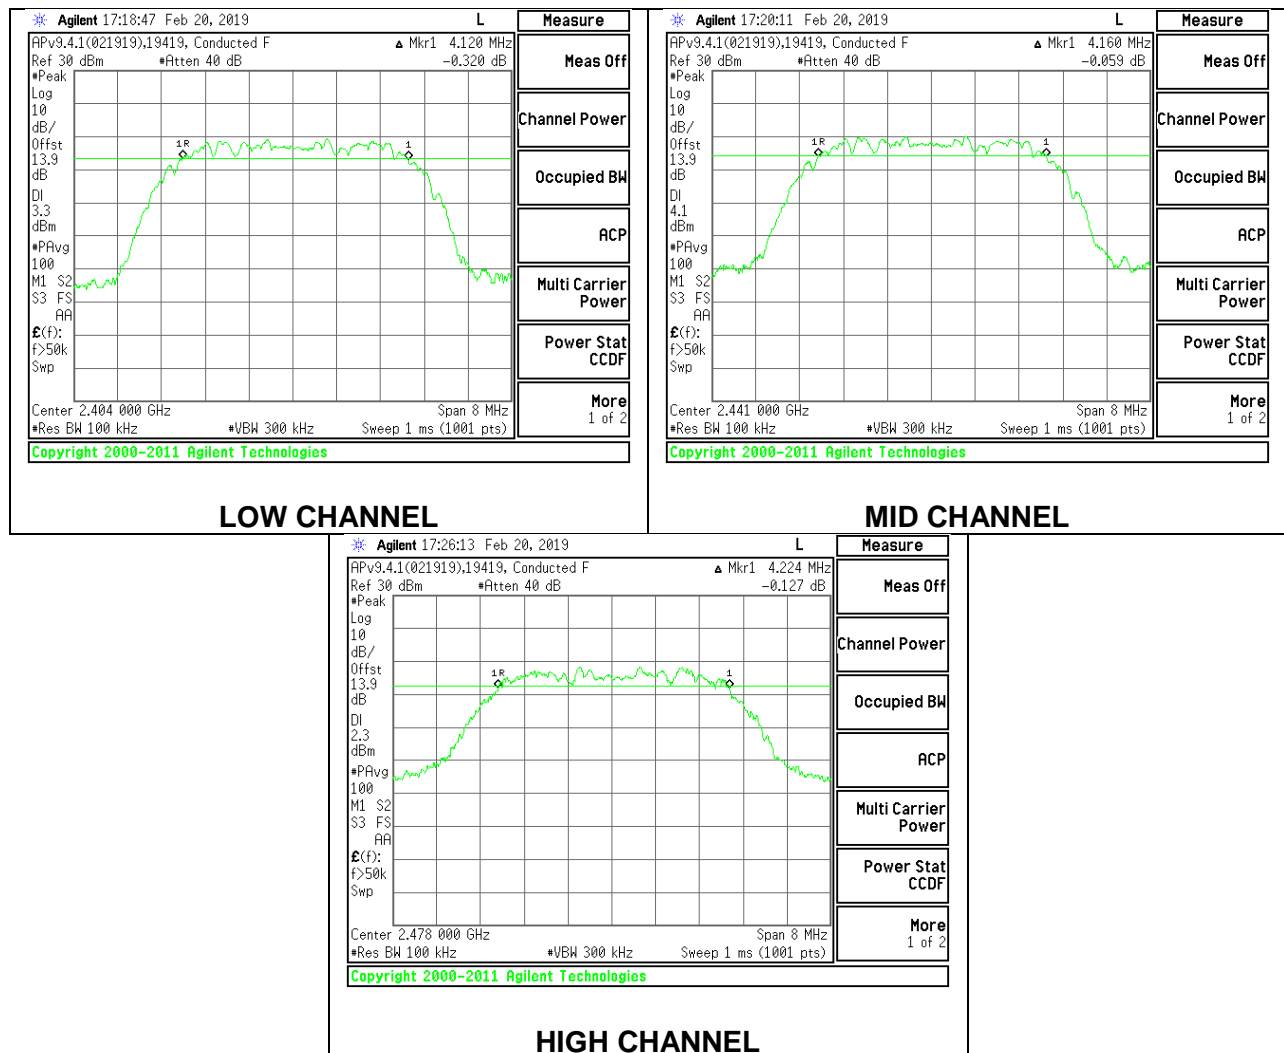 Agilent 17:18:47 Feb 20, 2019 L Measure
APv9.4.1(021919),19419, Conducted F Δ Mkr1 4.120 MHz
Ref 30 dBm #Atten 40 dB -0.320 dB
#Peak
Log
10
dB/
Offst
13.9
dB
DI
3.3
dBm
#PAvg
100
M1 S2
S3 FS
AA
£(f):
f>50k
Swp
1R
1
Center 2.404 000 GHz Span 8 MHz
#Res BW 100 kHz #VBW 300 kHz Sweep 1 ms (1001 pts)
Copyright 2000-2011 Agilent Technologies
Meas Off
Channel Power
Occupied BW
ACP
Multi Carrier
Power
Power Stat
CCDF
More
1 of 2
LOW CHANNEL
Agilent 17:20:11 Feb 20, 2019 L Measure
APv9.4.1(021919),19419, Conducted F Δ Mkr1 4.160 MHz
Ref 30 dBm #Atten 40 dB -0.059 dB
#Peak
Log
10
dB/
Offst
13.9
dB
DI
4.1
dBm
#PAvg
100
M1 S2
S3 FS
AA
£(f):
f>50k
Swp
1R
1
Center 2.441 000 GHz Span 8 MHz
#Res BW 100 kHz #VBW 300 kHz Sweep 1 ms (1001 pts)
Copyright 2000-2011 Agilent Technologies
Meas Off
Channel Power
Occupied BW
ACP
Multi Carrier
Power
Power Stat
CCDF
More
1 of 2
MID CHANNEL
Agilent 17:26:13 Feb 20, 2019 L Measure
APv9.4.1(021919),19419, Conducted F Δ Mkr1 4.224 MHz
Ref 30 dBm #Atten 40 dB -0.127 dB
#Peak
Log
10
dB/
Offst
13.9
dB
DI
2.3
dBm
#PAvg
100
M1 S2
S3 FS
AA
£(f):
f>50k
Swp
1R
1
Center 2.478 000 GHz Span 8 MHz
#Res BW 100 kHz #VBW 300 kHz Sweep 1 ms (1001 pts)
Copyright 2000-2011 Agilent Technologies
Meas Off
Channel Power
Occupied BW
ACP
Multi Carrier
Power
Power Stat
CCDF
More
1 of 2
HIGH CHANNEL